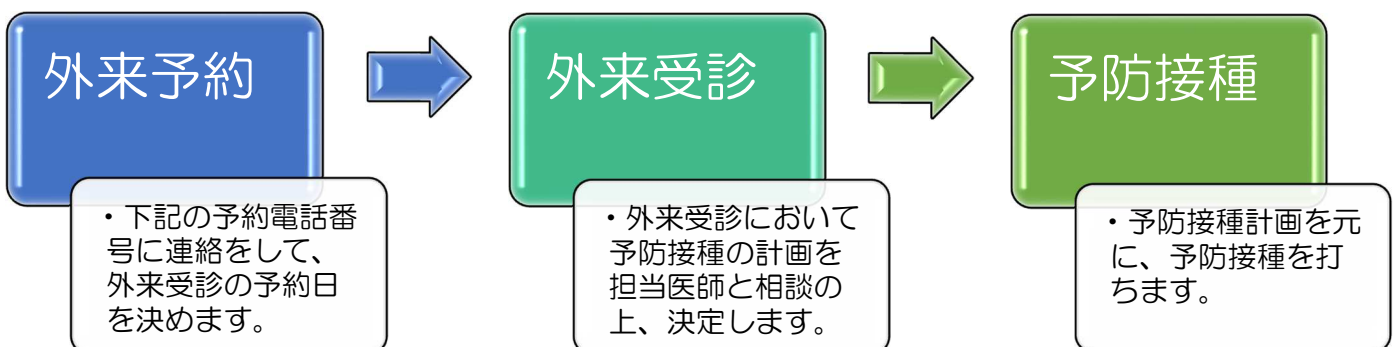 外来予約
・下記の予約電話番
号に連絡をして、
外来受診の予約日
を決めます。
外来受診
・外来受診において
予防接種の計画を
担当医師と相談の
上、決定します。
予防接種
・予防接種計画を元
に、予防接種を打
ちます。